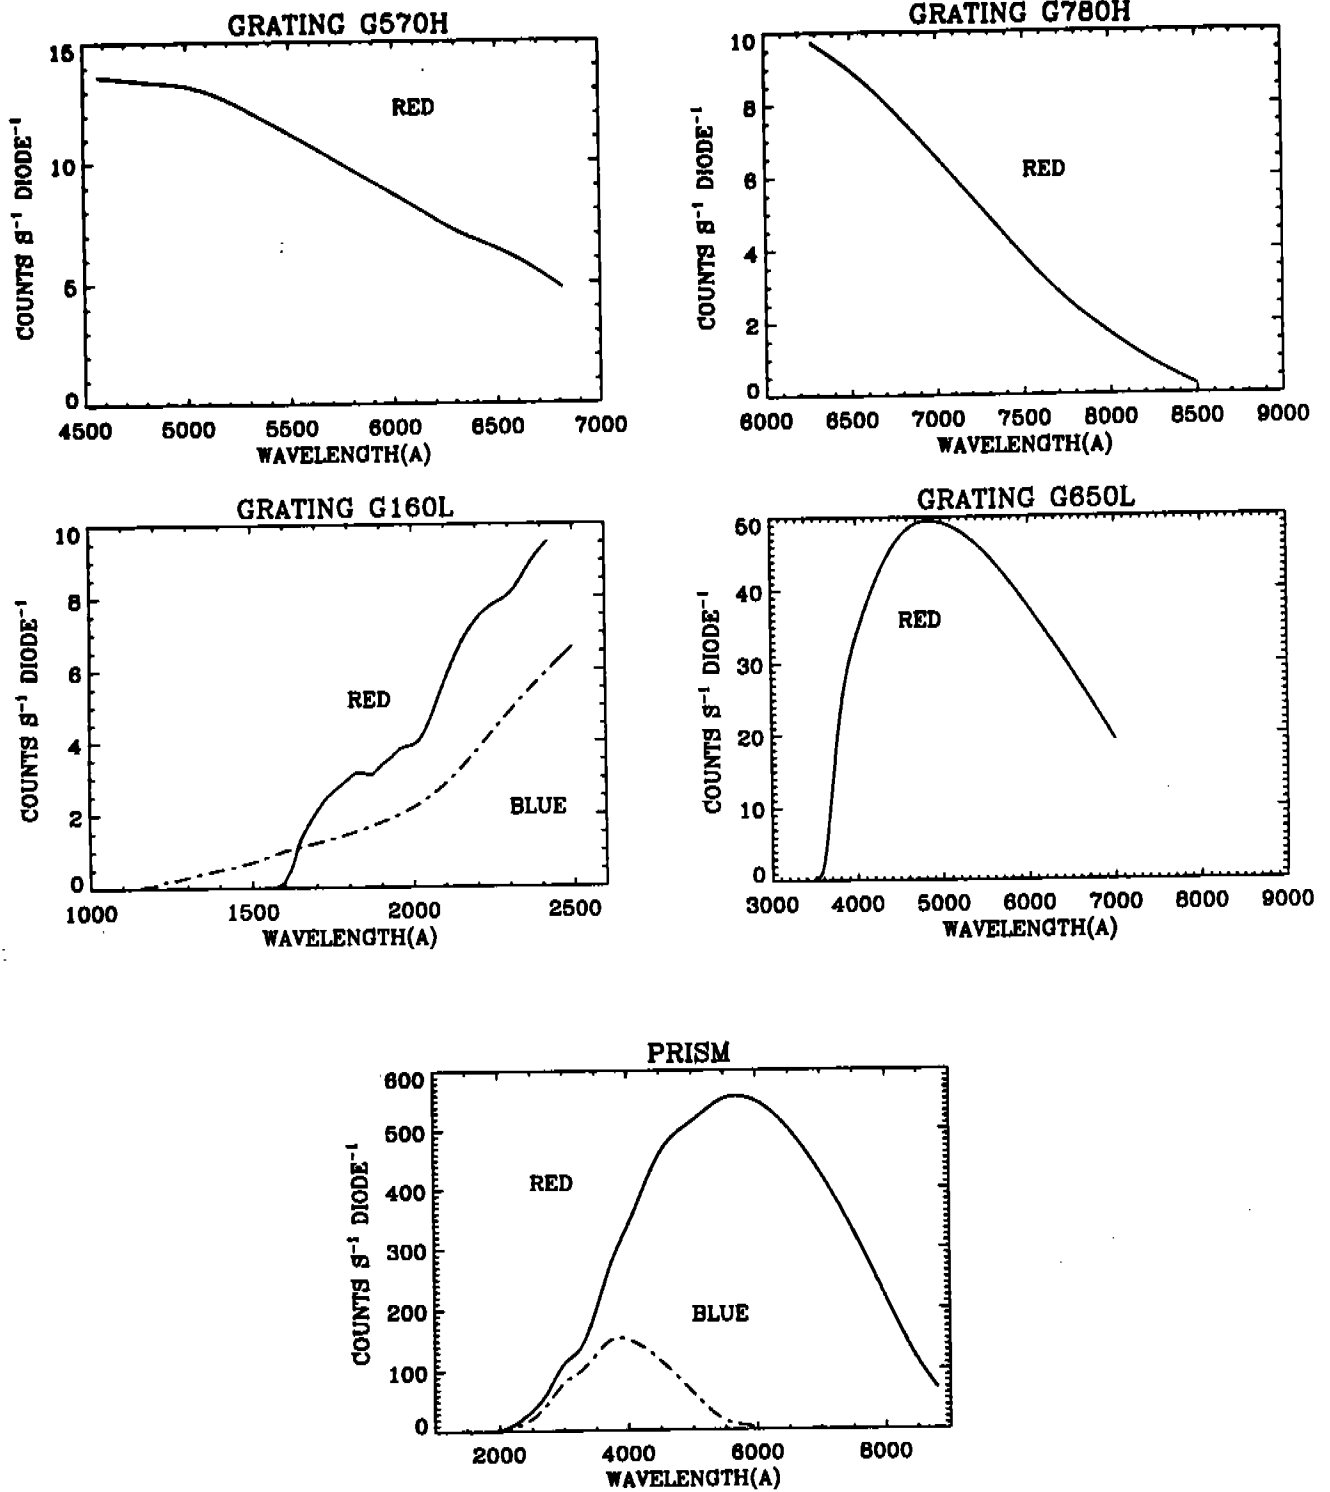 GRATING G570H
15
10
5
0
COUNTS S⁻¹ DIODE⁻¹
RED
4500 5000 5500 6000 6500 7000
WAVELENGTH(A)
GRATING G780H
10
8
6
4
2
0
COUNTS S⁻¹ DIODE⁻¹
RED
6000 6500 7000 7500 8000 8500 9000
WAVELENGTH(A)
GRATING G160L
10
8
6
4
2
0
COUNTS S⁻¹ DIODE⁻¹
RED
BLUE
1000 1500 2000 2500
WAVELENGTH(A)
GRATING G650L
50
40
30
20
10
0
COUNTS S⁻¹ DIODE⁻¹
RED
3000 4000 5000 6000 7000 8000 9000
WAVELENGTH(A)
PRISM
600
500
400
300
200
100
0
COUNTS S⁻¹ DIODE⁻¹
RED
BLUE
2000 4000 6000 8000
WAVELENGTH(A)